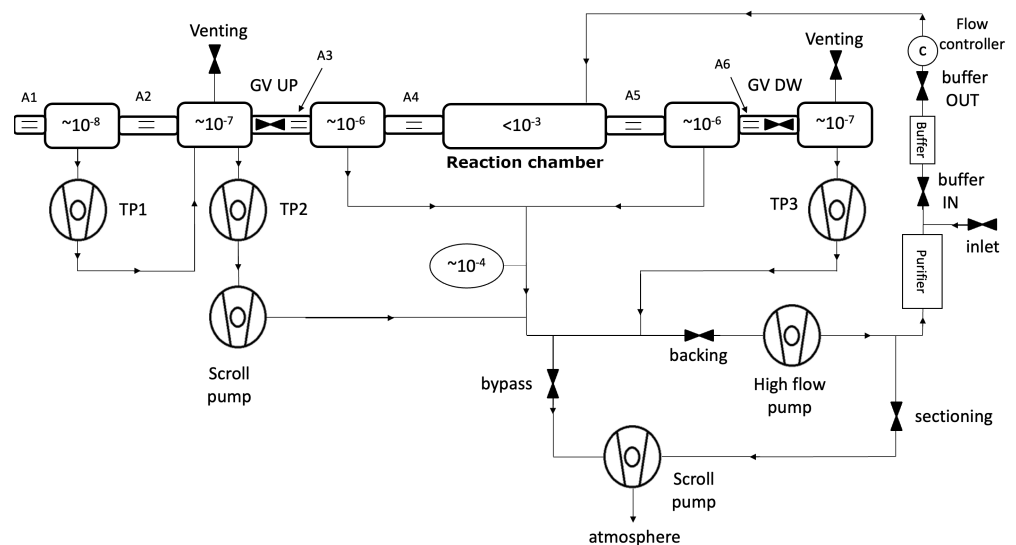 Flow
controller
C
Venting
Venting
A3
A6
GV UP
GV DW
buffer
OUT
A1
A2
A4
A5
~10-8
~10-7
~10-6
<10-3
~10-6
~10-7
Buffer
Reaction chamber
buffer
IN
TP1
TP2
TP3
inlet
~10-4
Purifier
backing
Scroll
pump
bypass
High flow
pump
sectioning
Scroll
pump
atmosphere